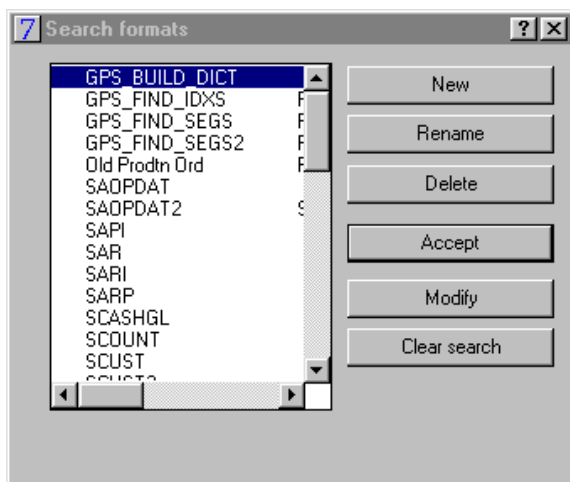 7 Search formats ? ×
GPS_BUILD_DICT
GPS_FIND_IDXS
GPS_FIND_SEGS
GPS_FIND_SEGS2
Old Prodtn Ord
SAOPDAT
SAOPDAT2
SAPI
SAR
SARI
SARP
SCASHGL
SCOUNT
SCUST
New
Rename
Delete
Accept
Modify
Clear search